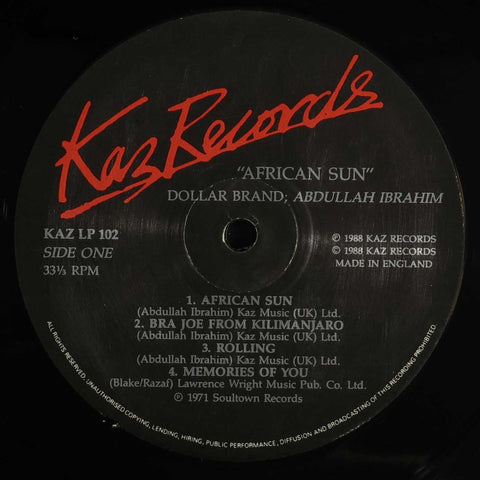 Kaz Records
"AFRICAN SUN"
DOLLAR BRAND; ABDULLAH IBRAHIM
KAZ LP 102
SIDE ONE
33⅓ RPM
℗ 1988 KAZ RECORDS
© 1988 KAZ RECORDS
MADE IN ENGLAND
1. AFRICAN SUN
(Abdullah Ibrahim) Kaz Music (UK) Ltd.
2. BRA JOE FROM KILIMANJARO
(Abdullah Ibrahim) Kaz Music (UK) Ltd.
3. ROLLING
(Abdullah Ibrahim) Kaz Music (UK) Ltd.
4. MEMORIES OF YOU
(Blake/Razaf) Lawrence Wright Music Pub. Co. Ltd.
℗ 1971 Soultown Records
ALL RIGHTS RESERVED. UNAUTHORISED COPYING, LENDING, HIRING, PUBLIC PERFORMANCE, DIFFUSION AND BROADCASTING OF THIS RECORD PROHIBITED.